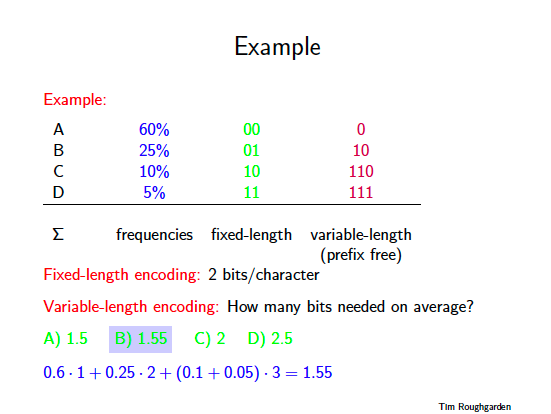 Example
Example:
A 60% 00 0
B 25% 01 10
C 10% 10 110
D 5% 11 111
Σ frequencies fixed-length variable-length
(prefix free)
Fixed-length encoding: 2 bits/character
Variable-length encoding: How many bits needed on average?
A) 1.5 B) 1.55 C) 2 D) 2.5
0.6 · 1 + 0.25 · 2 + (0.1 + 0.05) · 3 = 1.55
Tim Roughgarden